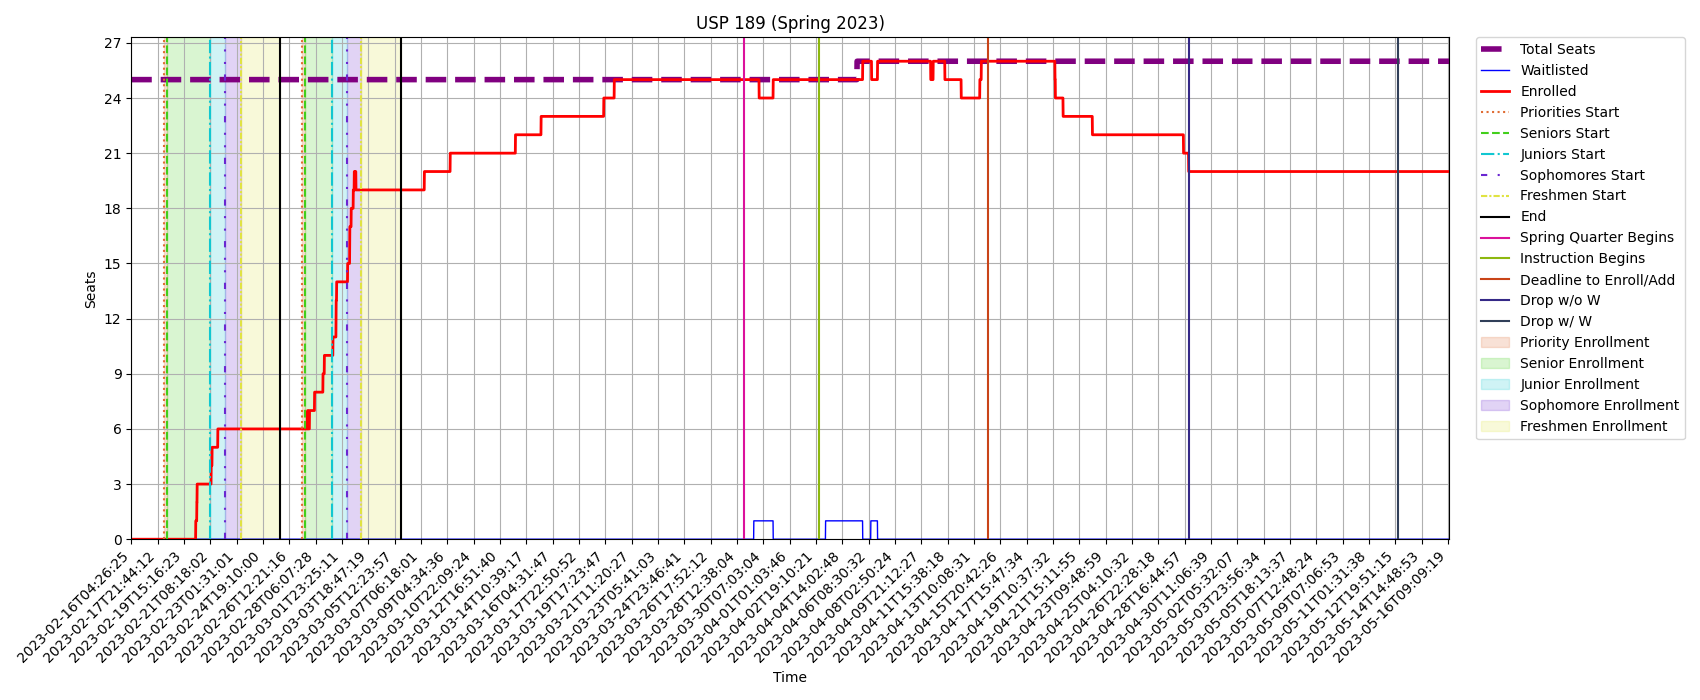 USP 189 (Spring 2023)
27
24
21
18
15
12
9
6
3
0
Seats
2023-02-16T04:26:25
2023-02-17T21:44:12
2023-02-19T15:16:23
2023-02-21T08:18:02
2023-02-23T01:31:01
2023-02-24T19:10:00
2023-02-26T12:21:16
2023-02-28T06:07:28
2023-03-01T23:25:11
2023-03-03T18:47:19
2023-03-05T12:23:57
2023-03-07T06:18:01
2023-03-09T04:34:36
2023-03-10T22:09:24
2023-03-12T16:51:40
2023-03-14T10:39:17
2023-03-16T04:31:47
2023-03-17T22:50:52
2023-03-19T17:23:47
2023-03-21T11:20:27
2023-03-23T05:41:03
2023-03-24T23:46:41
2023-03-26T17:52:12
2023-03-28T12:38:04
2023-03-30T07:03:04
2023-04-01T01:03:46
2023-04-02T19:10:21
2023-04-04T14:02:48
2023-04-06T08:30:32
2023-04-08T02:50:24
2023-04-09T21:12:27
2023-04-11T15:38:18
2023-04-13T10:08:31
2023-04-15T20:42:26
2023-04-17T15:47:34
2023-04-19T10:37:32
2023-04-21T15:11:55
2023-04-23T09:48:59
2023-04-25T04:10:32
2023-04-26T22:28:18
2023-04-28T16:44:57
2023-04-30T11:06:39
2023-05-02T05:32:07
2023-05-03T23:56:34
2023-05-05T18:13:37
2023-05-07T12:48:24
2023-05-09T07:06:53
2023-05-11T01:31:38
2023-05-12T19:51:15
2023-05-14T14:48:53
2023-05-16T09:09:19
Time
Total Seats
Waitlisted
Enrolled
Priorities Start
Seniors Start
Juniors Start
Sophomores Start
Freshmen Start
End
Spring Quarter Begins
Instruction Begins
Deadline to Enroll/Add
Drop w/o W
Drop w/ W
Priority Enrollment
Senior Enrollment
Junior Enrollment
Sophomore Enrollment
Freshmen Enrollment